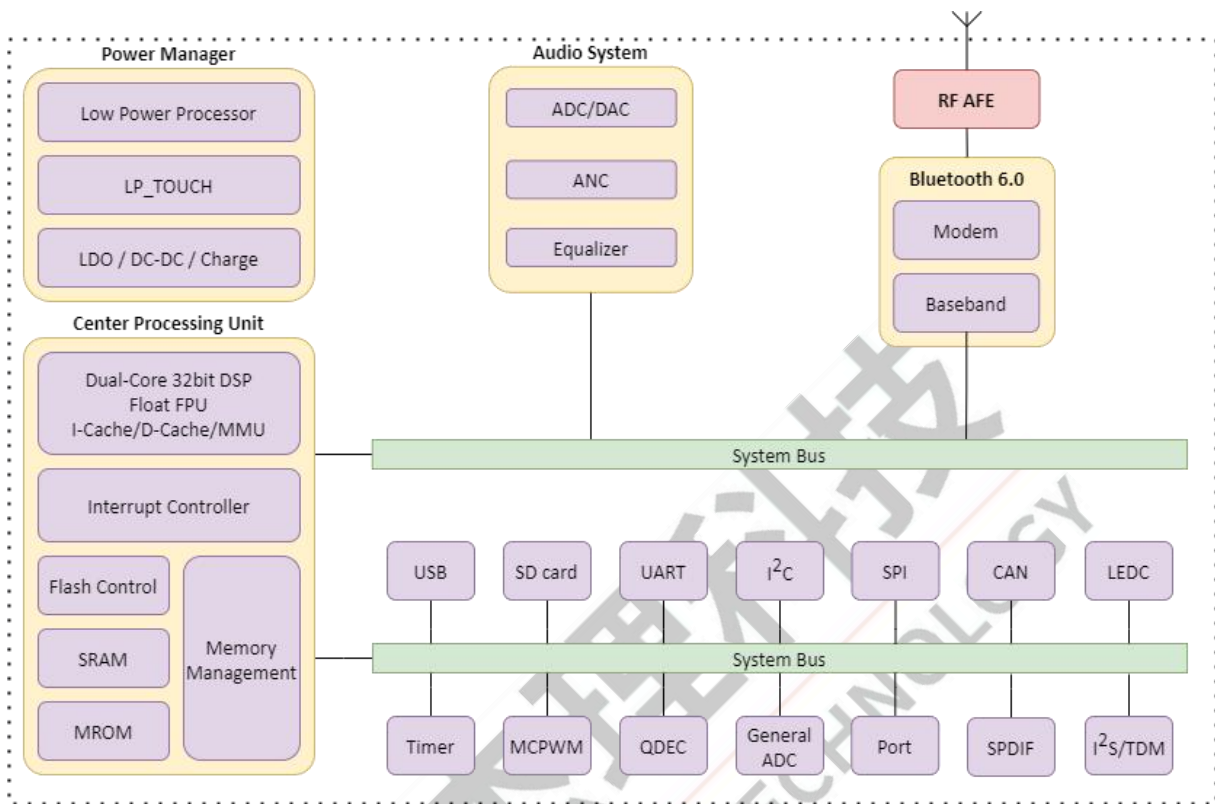 Power Manager
Low Power Processor
LP_TOUCH
LDO / DC-DC / Charge
Audio System
ADC/DAC
ANC
Equalizer
RF AFE
Bluetooth 6.0
Modem
Baseband
Center Processing Unit
Dual-Core 32bit DSP
Float FPU
I-Cache/D-Cache/MMU
Interrupt Controller
Flash Control
SRAM
MROM
Memory
Management
System Bus
USB
SD card
UART
I²C
SPI
CAN
LEDC
System Bus
Timer
MCPWM
QDEC
General
ADC
Port
SPDIF
I²S/TDM
理科技
TECHNOLOGY